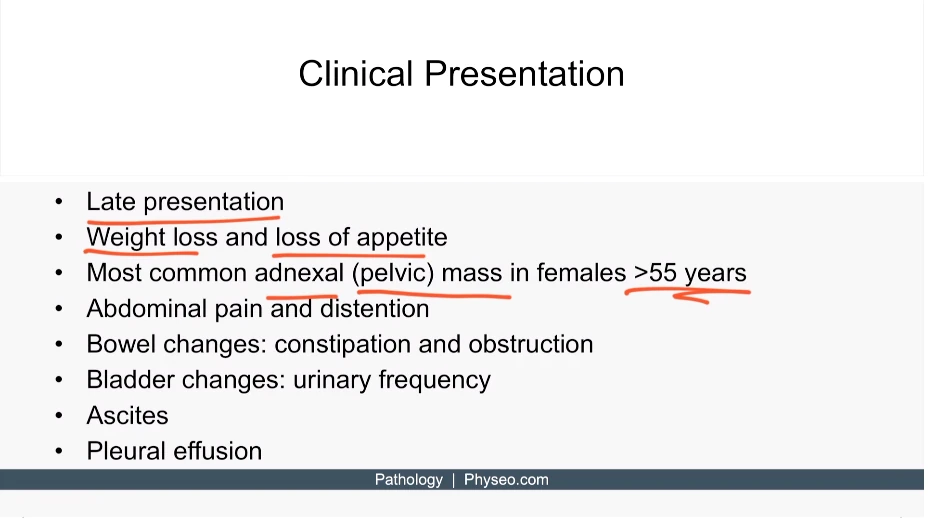 Clinical Presentation
• Late presentation
• Weight loss and loss of appetite
• Most common adnexal (pelvic) mass in females >55 years
• Abdominal pain and distention
• Bowel changes: constipation and obstruction
• Bladder changes: urinary frequency
• Ascites
• Pleural effusion
Pathology | Physeo.com